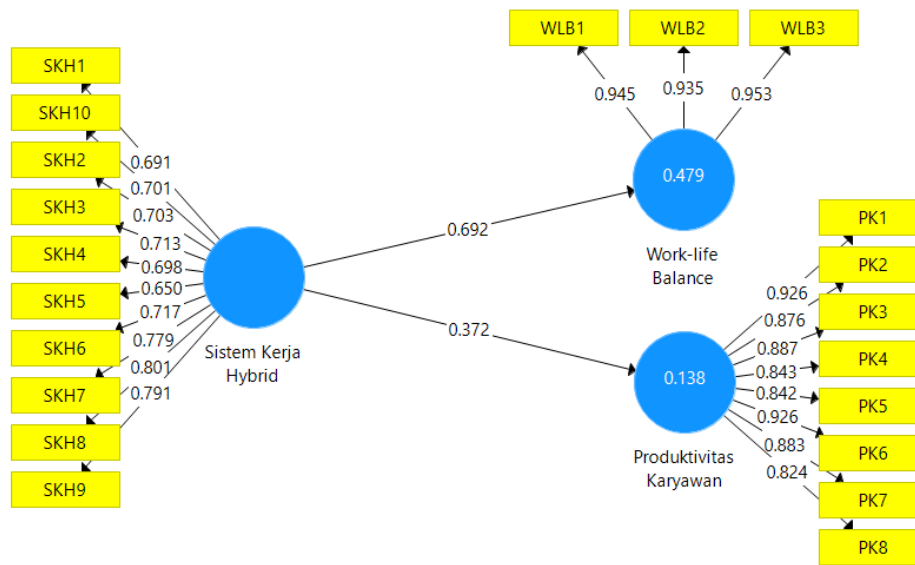 WLB1
WLB2
WLB3
0.945
0.935
0.953
0.479
Work-life
Balance
SKH1
SKH10
SKH2
SKH3
SKH4
SKH5
SKH6
SKH7
SKH8
SKH9
0.691
0.701
0.703
0.713
0.698
0.650
0.717
0.779
0.801
0.791
Sistem Kerja
Hybrid
0.692
0.372
0.138
Produktivitas
Karyawan
0.926
0.876
0.887
0.843
0.842
0.926
0.883
0.824
PK1
PK2
PK3
PK4
PK5
PK6
PK7
PK8